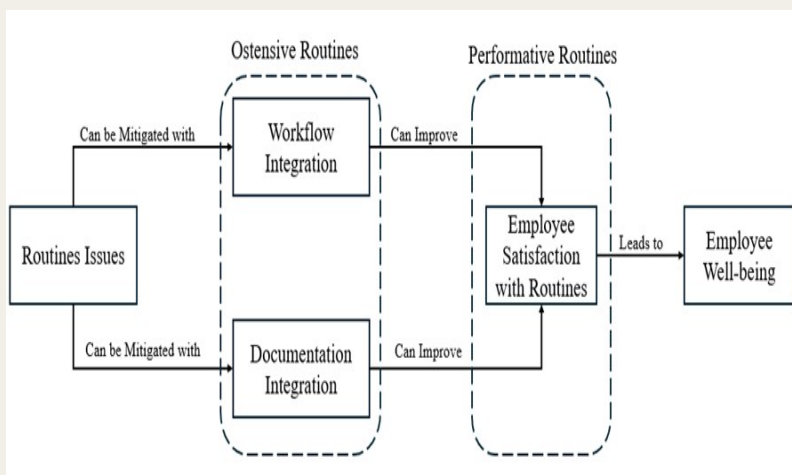 Ostensive Routines
Performative Routines
Can be Mitigated with
Workflow
Integration
Can Improve
Routines Issues
Employee
Satisfaction
with Routines
Leads to
Employee
Well-being
Can be Mitigated with
Documentation
Integration
Can Improve